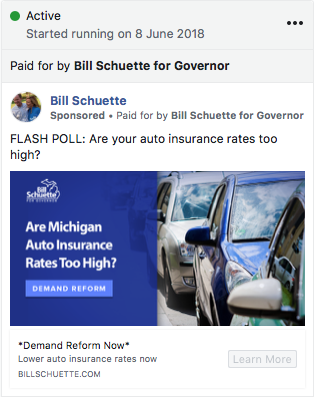 Active
Started running on 8 June 2018
Paid for by Bill Schuette for Governor
Bill Schuette
Sponsored • Paid for by Bill Schuette for Governor
FLASH POLL: Are your auto insurance rates too
high?
Bill
Schuette
FOR GOVERNOR
Are Michigan
Auto Insurance
Rates Too High?
DEMAND REFORM
*Demand Reform Now*
Lower auto insurance rates now
BILLSCHUETTE.COM
Learn More